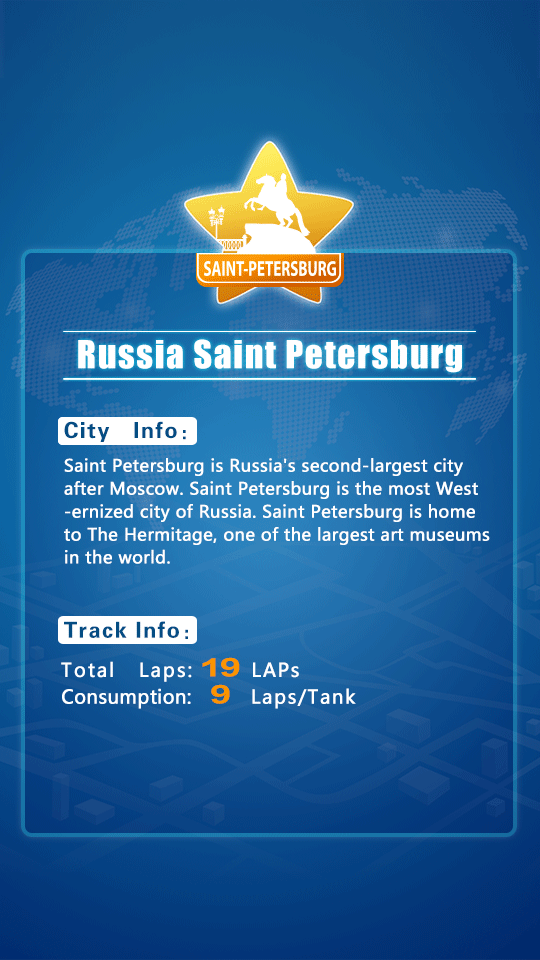 SAINT-PETERSBURG
Russia Saint Petersburg
City Info:
Saint Petersburg is Russia's second-largest city
after Moscow. Saint Petersburg is the most West
-ernized city of Russia. Saint Petersburg is home
to The Hermitage, one of the largest art museums
in the world.
Track Info:
Total Laps: 19 LAPs
Consumption: 9 Laps/Tank